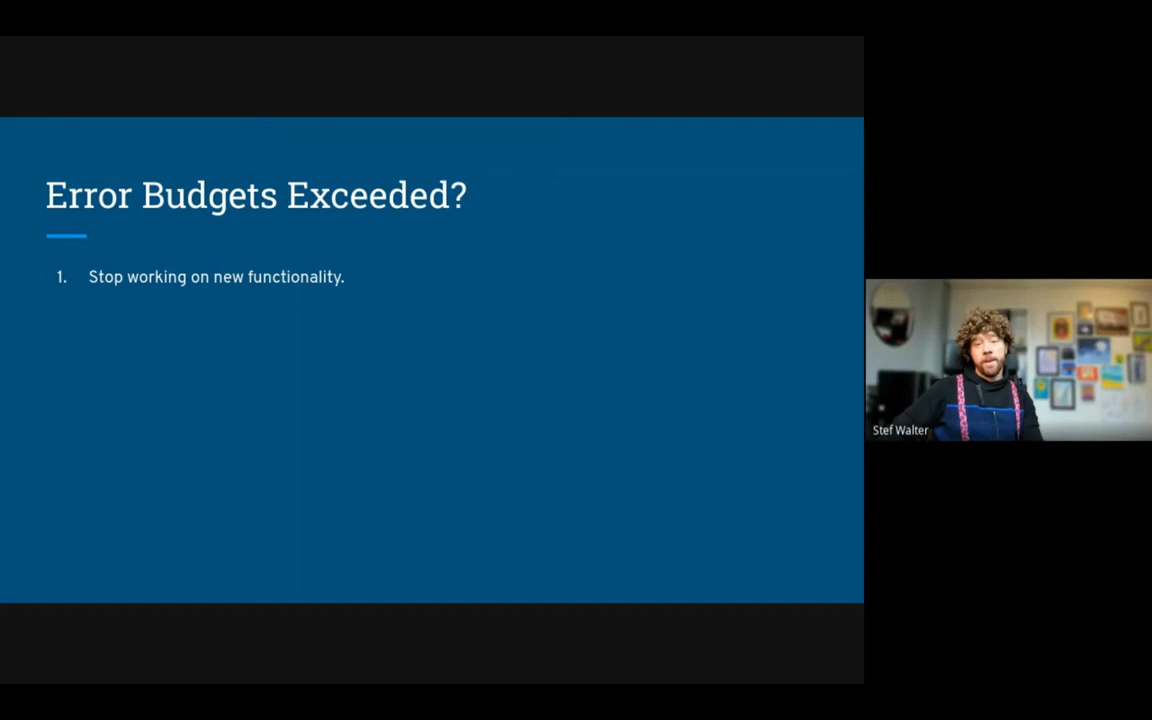 Error Budgets Exceeded?
1. Stop working on new functionality.
Stef Walter